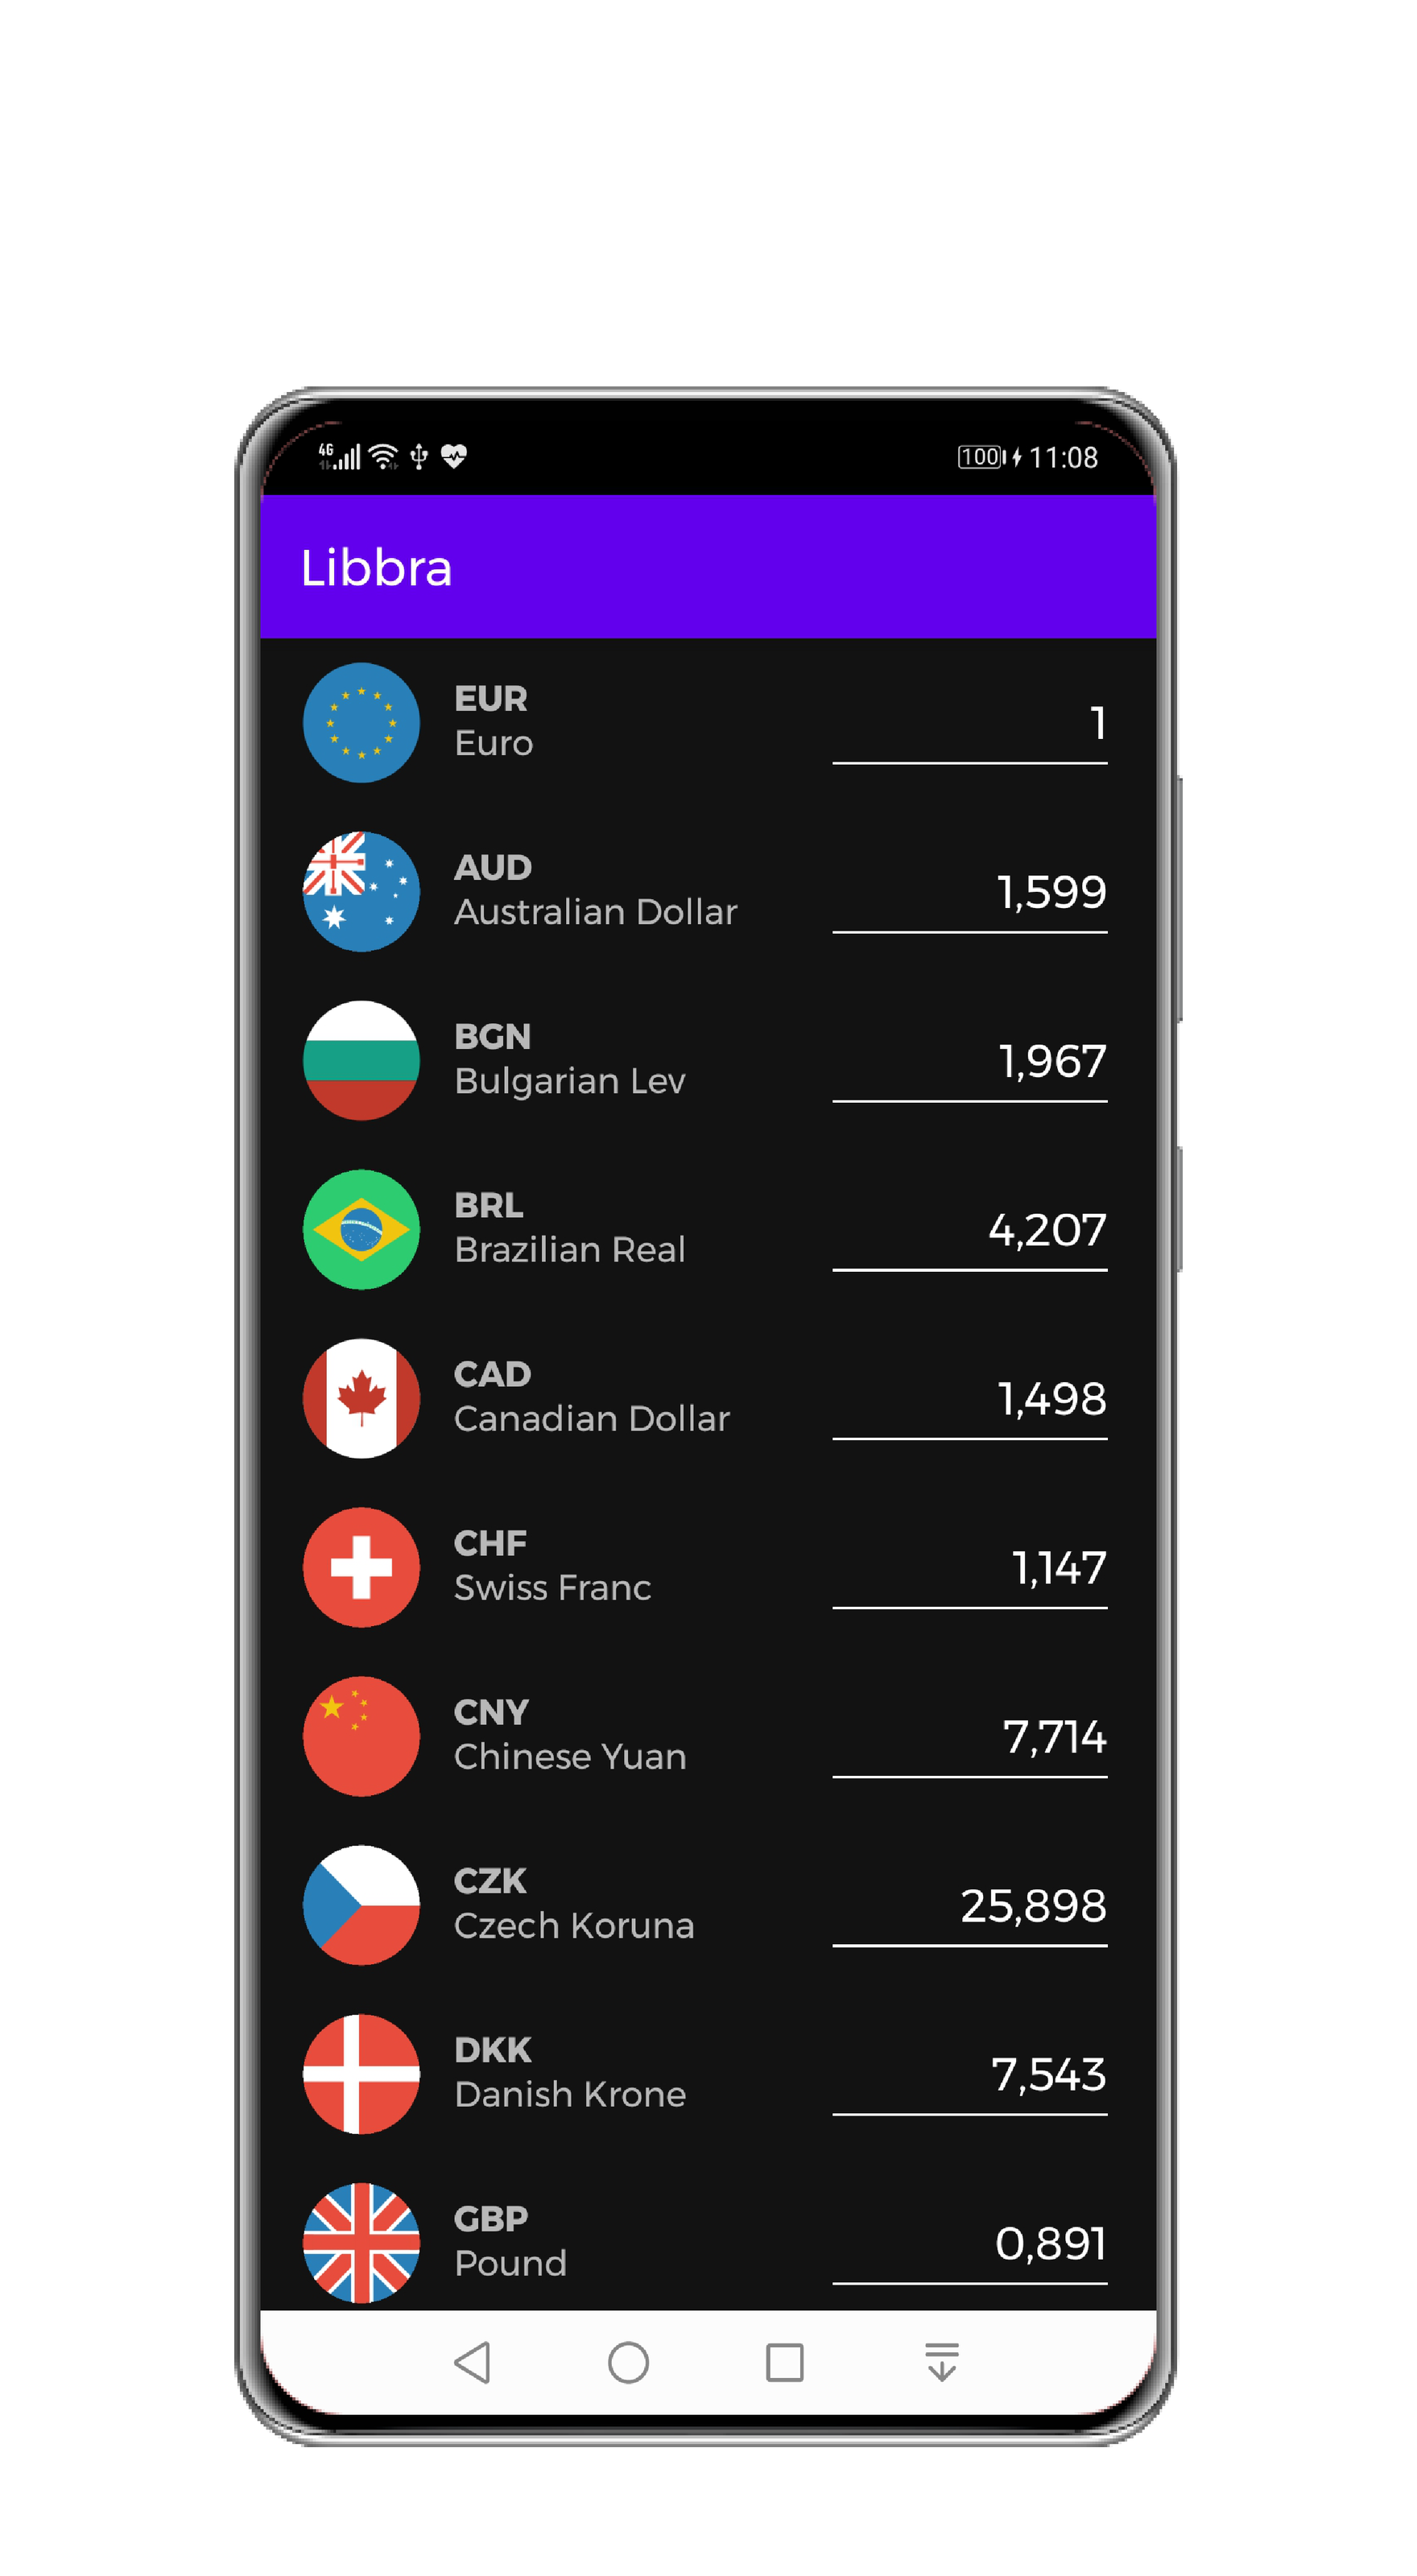 4G
100 11:08
Libbra
EUR
Euro
1
AUD
Australian Dollar
1,599
BGN
Bulgarian Lev
1,967
BRL
Brazilian Real
4,207
CAD
Canadian Dollar
1,498
CHF
Swiss Franc
1,147
CNY
Chinese Yuan
7,714
CZK
Czech Koruna
25,898
DKK
Danish Krone
7,543
GBP
Pound
0,891